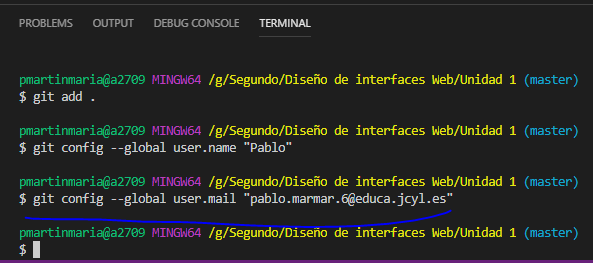 PROBLEMS OUTPUT DEBUG CONSOLE TERMINAL
pmartinmaria@a2709 MINGW64 /g/Segundo/Diseño de interfaces Web/Unidad 1 (master)
$ git add .
pmartinmaria@a2709 MINGW64 /g/Segundo/Diseño de interfaces Web/Unidad 1 (master)
$ git config --global user.name "Pablo"
pmartinmaria@a2709 MINGW64 /g/Segundo/Diseño de interfaces Web/Unidad 1 (master)
$ git config --global user.mail "pablo.marmar.6@educa.jcyl.es"
pmartinmaria@a2709 MINGW64 /g/Segundo/Diseño de interfaces Web/Unidad 1 (master)
$